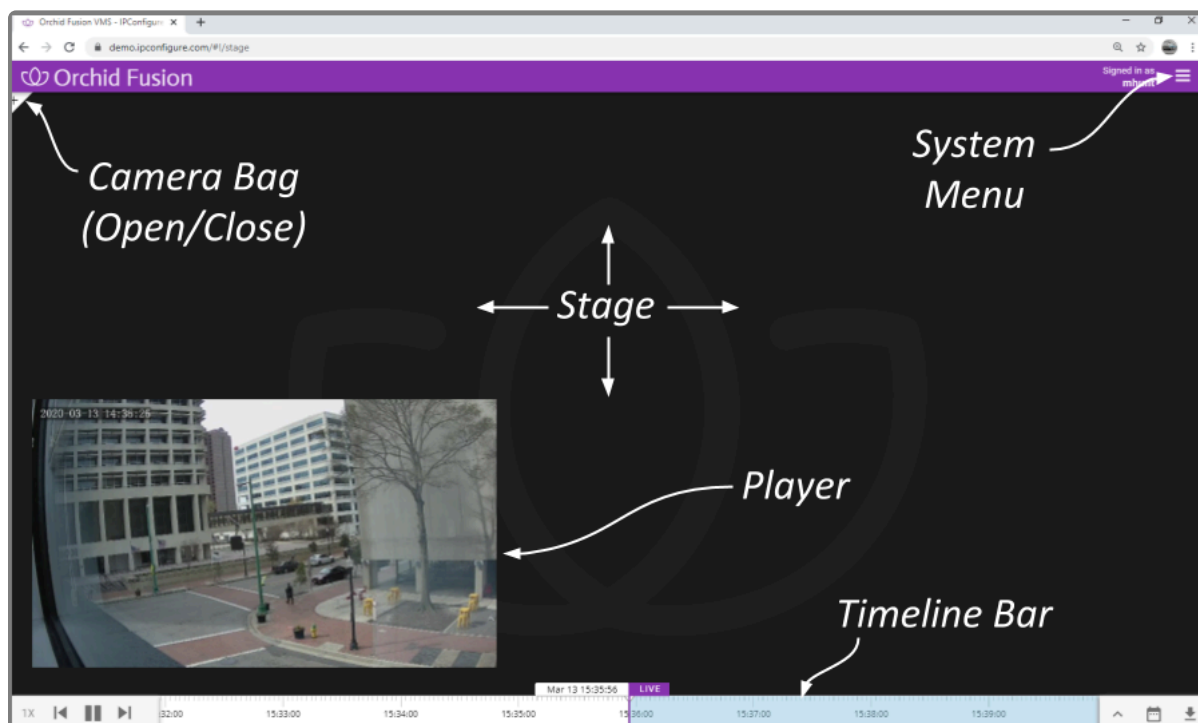 Orchid Fusion VMS - IPConfigure
demo.ipconfigure.com/#!/stage
Orchid Fusion
Signed in as
mhunt
System
Menu
Camera Bag
(Open/Close)
Stage
2020-03-13 14:38:26
Player
Timeline Bar
Mar 13 15:35:56 LIVE
1X :32:00 15:33:00 15:34:00 15:35:00 15:36:00 15:37:00 15:38:00 15:39:00